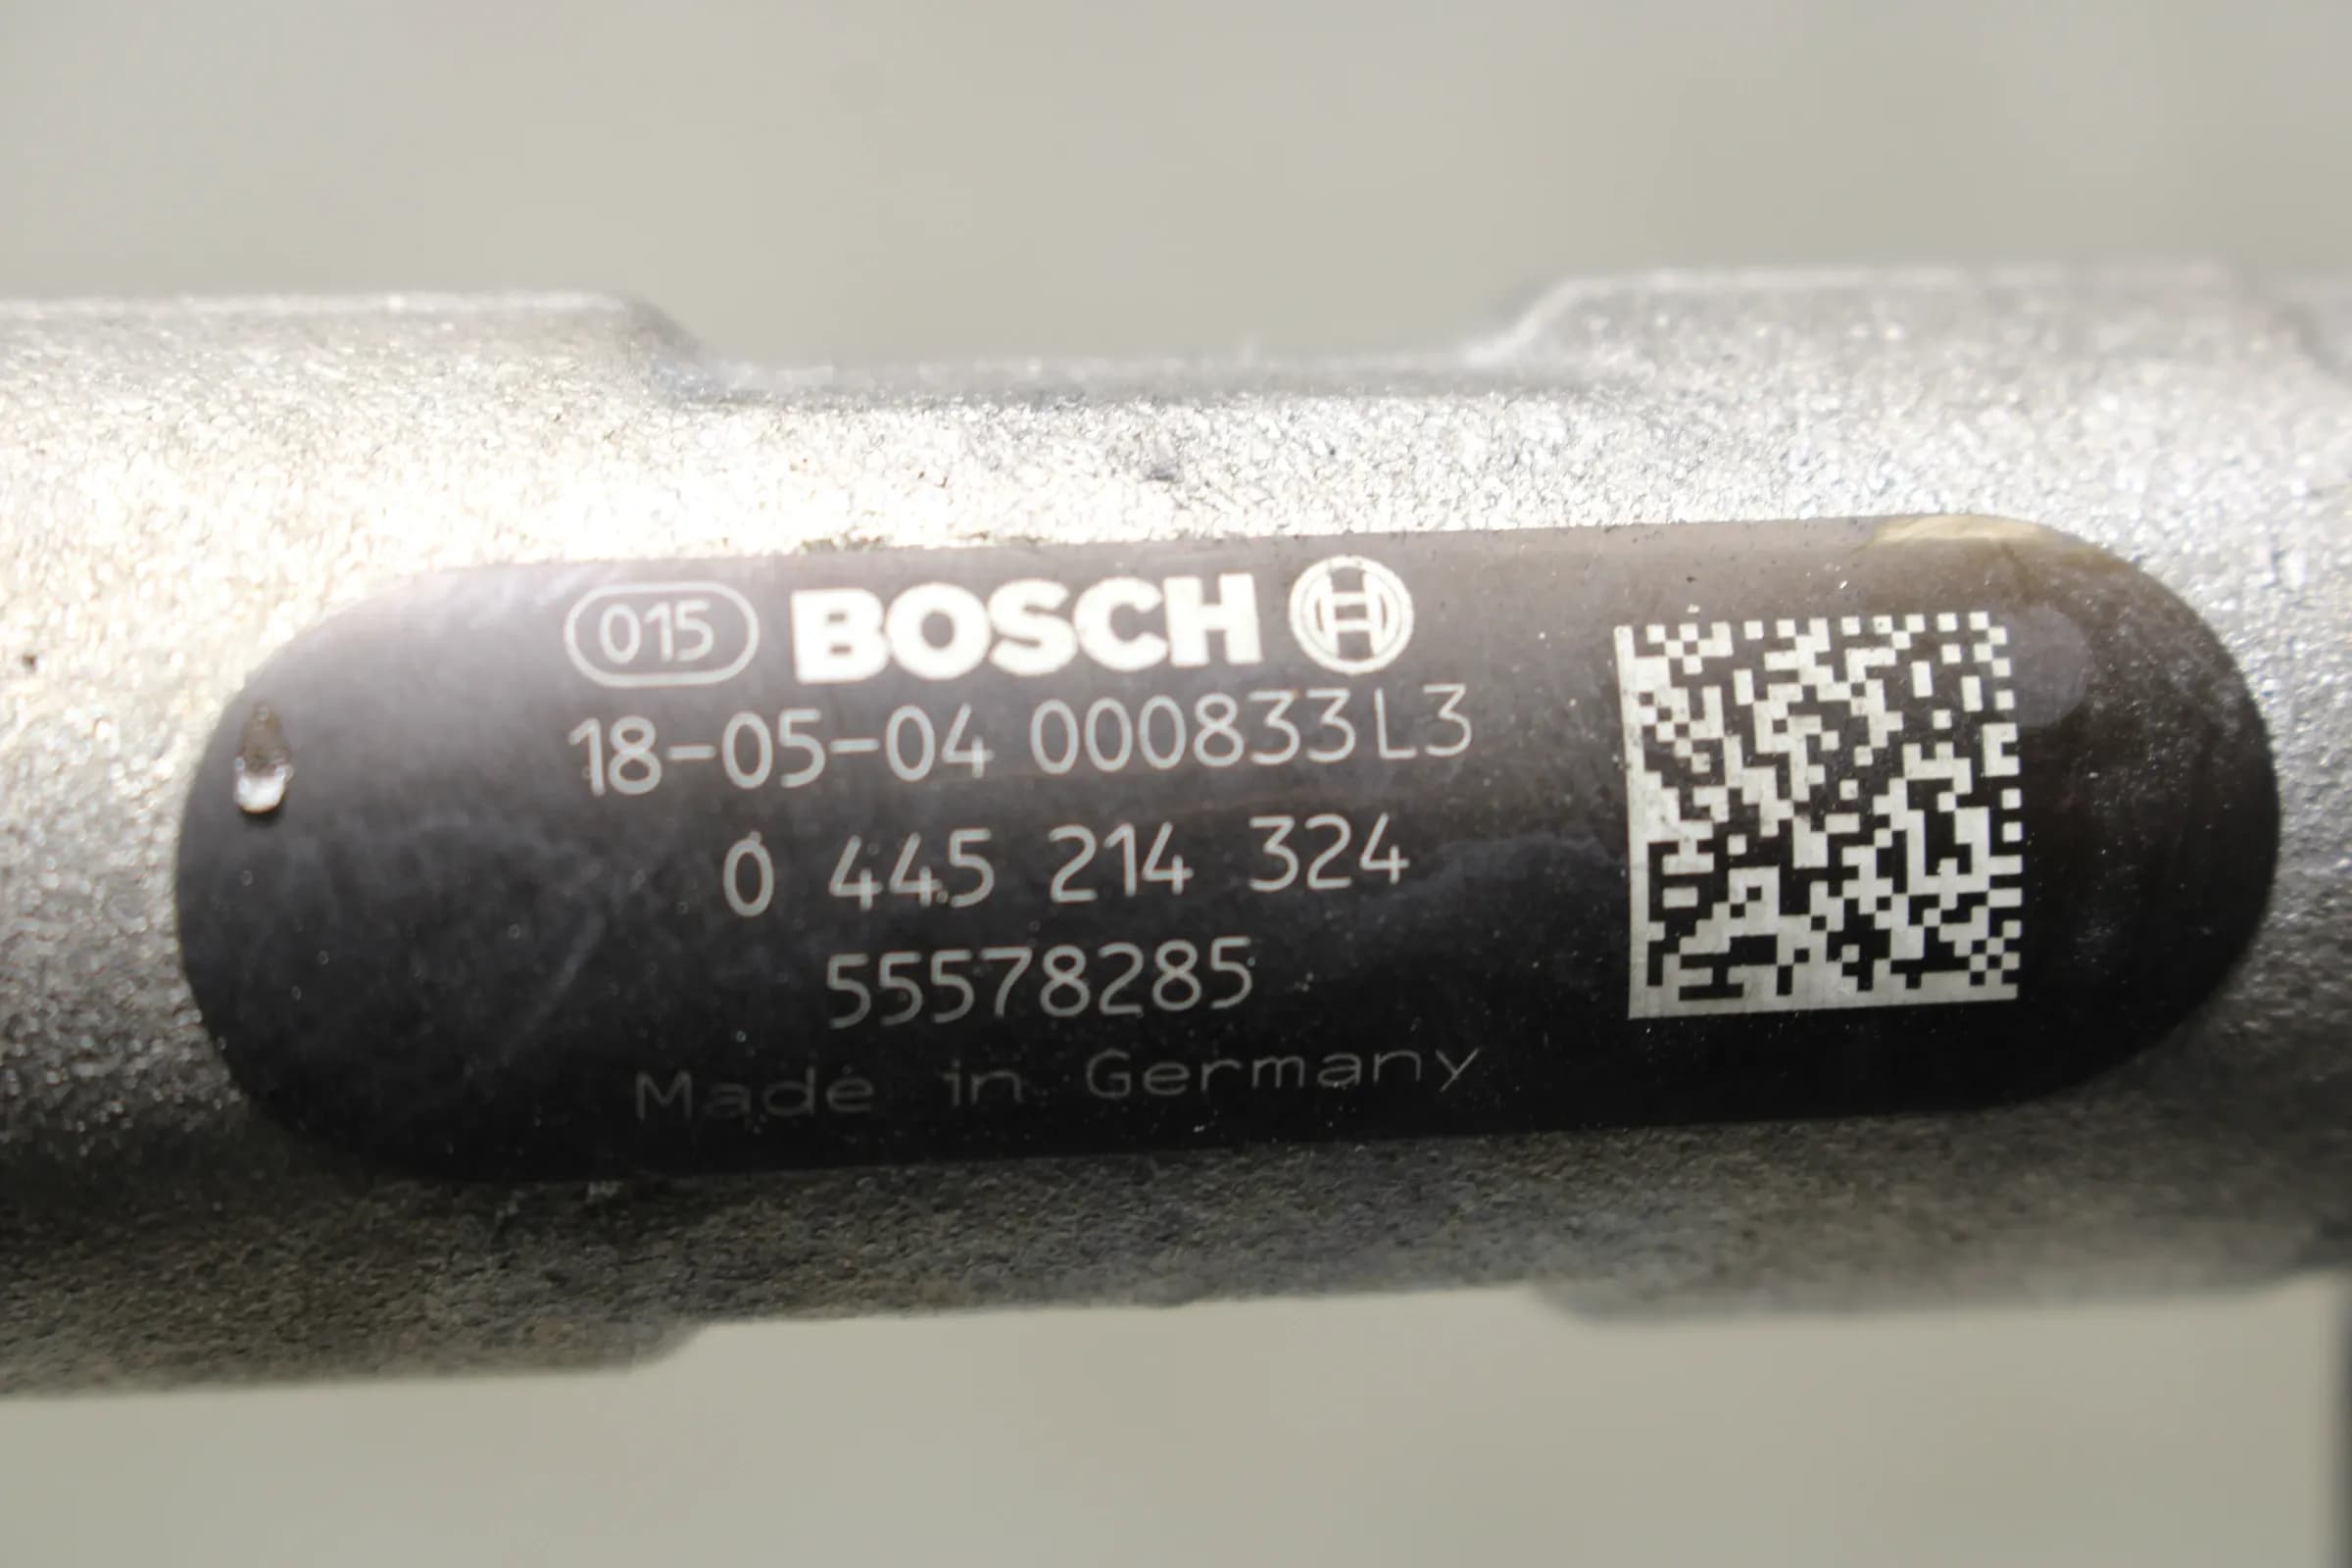 015 BOSCH
18-05-04 000833L3
0 445 214 324
55578285
Made in Germany